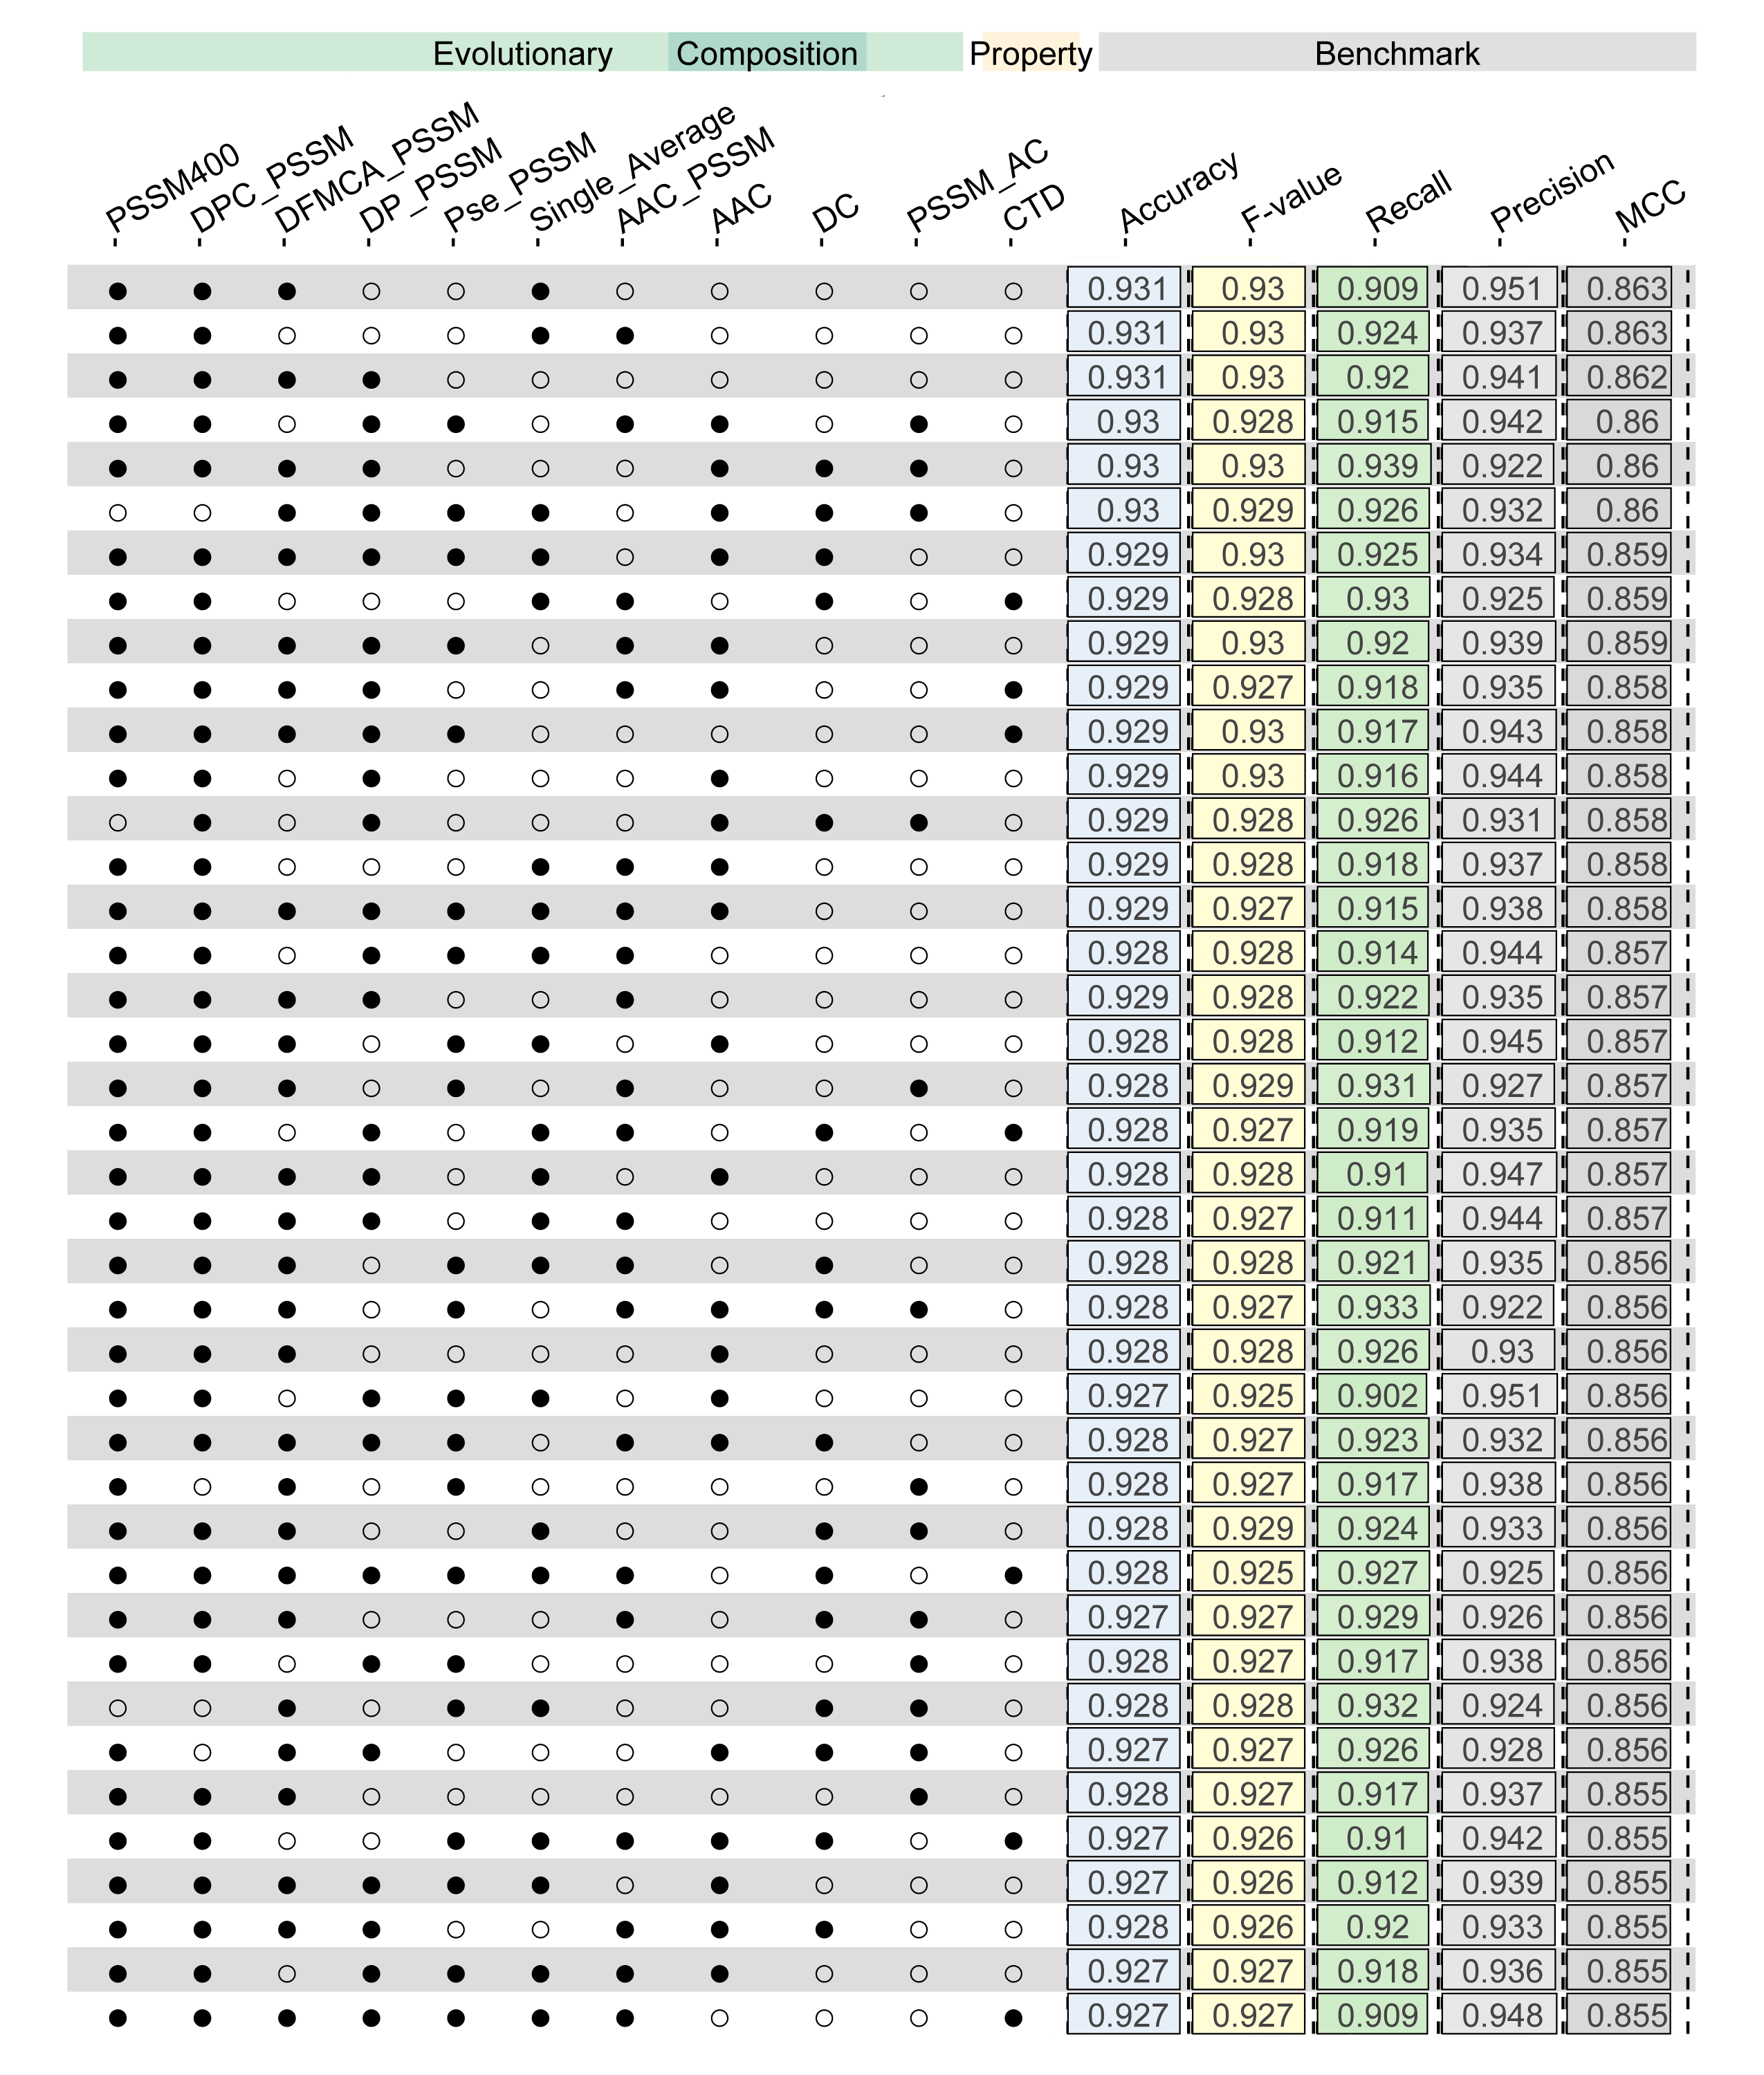 Evolutionary Composition Property Benchmark
PSSM400 DPC_PSSM DFMCA_PSSM DP_PSSM Pse_PSSM Single_Average AAC_PSSM AAC DC PSSM_AC CTD Accuracy F-value Recall Precision MCC
0.931 0.93 0.909 0.951 0.863
0.931 0.93 0.924 0.937 0.863
0.931 0.93 0.92 0.941 0.862
0.93 0.928 0.915 0.942 0.86
0.93 0.93 0.939 0.922 0.86
0.93 0.929 0.926 0.932 0.86
0.929 0.93 0.925 0.934 0.859
0.929 0.928 0.93 0.925 0.859
0.929 0.93 0.92 0.939 0.859
0.929 0.927 0.918 0.935 0.858
0.929 0.93 0.917 0.943 0.858
0.929 0.93 0.916 0.944 0.858
0.929 0.928 0.926 0.931 0.858
0.929 0.928 0.918 0.937 0.858
0.929 0.927 0.915 0.938 0.858
0.928 0.928 0.914 0.944 0.857
0.929 0.928 0.922 0.935 0.857
0.928 0.928 0.912 0.945 0.857
0.928 0.929 0.931 0.927 0.857
0.928 0.927 0.919 0.935 0.857
0.928 0.928 0.91 0.947 0.857
0.928 0.927 0.911 0.944 0.857
0.928 0.928 0.921 0.935 0.856
0.928 0.927 0.933 0.922 0.856
0.928 0.928 0.926 0.93 0.856
0.927 0.925 0.902 0.951 0.856
0.928 0.927 0.923 0.932 0.856
0.928 0.927 0.917 0.938 0.856
0.928 0.929 0.924 0.933 0.856
0.928 0.925 0.927 0.925 0.856
0.927 0.927 0.929 0.926 0.856
0.928 0.927 0.917 0.938 0.856
0.928 0.928 0.932 0.924 0.856
0.927 0.927 0.926 0.928 0.856
0.928 0.927 0.917 0.937 0.855
0.927 0.926 0.91 0.942 0.855
0.927 0.926 0.912 0.939 0.855
0.928 0.926 0.92 0.933 0.855
0.927 0.927 0.918 0.936 0.855
0.927 0.927 0.909 0.948 0.855